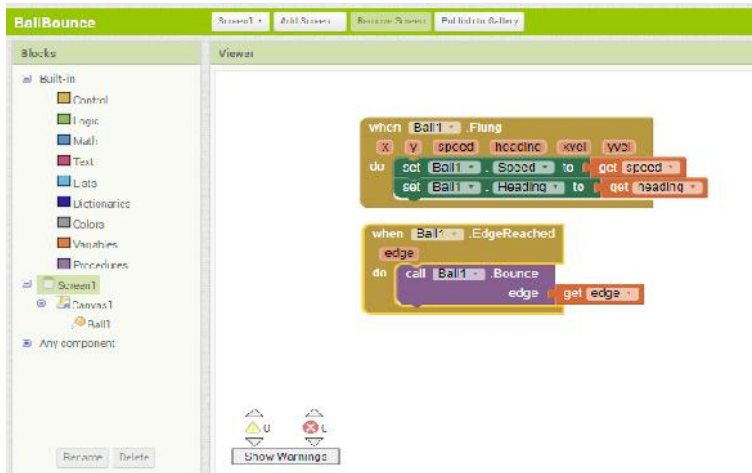 BallBounce
Screen1 Add Screen Remove Screen Publish to Gallery
Blocks
Viewer
Built-in
Control
Logic
Math
Text
Lists
Dictionaries
Colors
Variables
Procedures
Screen1
Canvas1
Ball1
Any component
Rename Delete
when Ball1 .Flung
x y speed heading xvel yvel
do set Ball1 . Speed to get speed
set Ball1 . Heading to get heading
when Ball1 .EdgeReached
edge
do call Ball1 .Bounce
edge get edge
Show Warnings